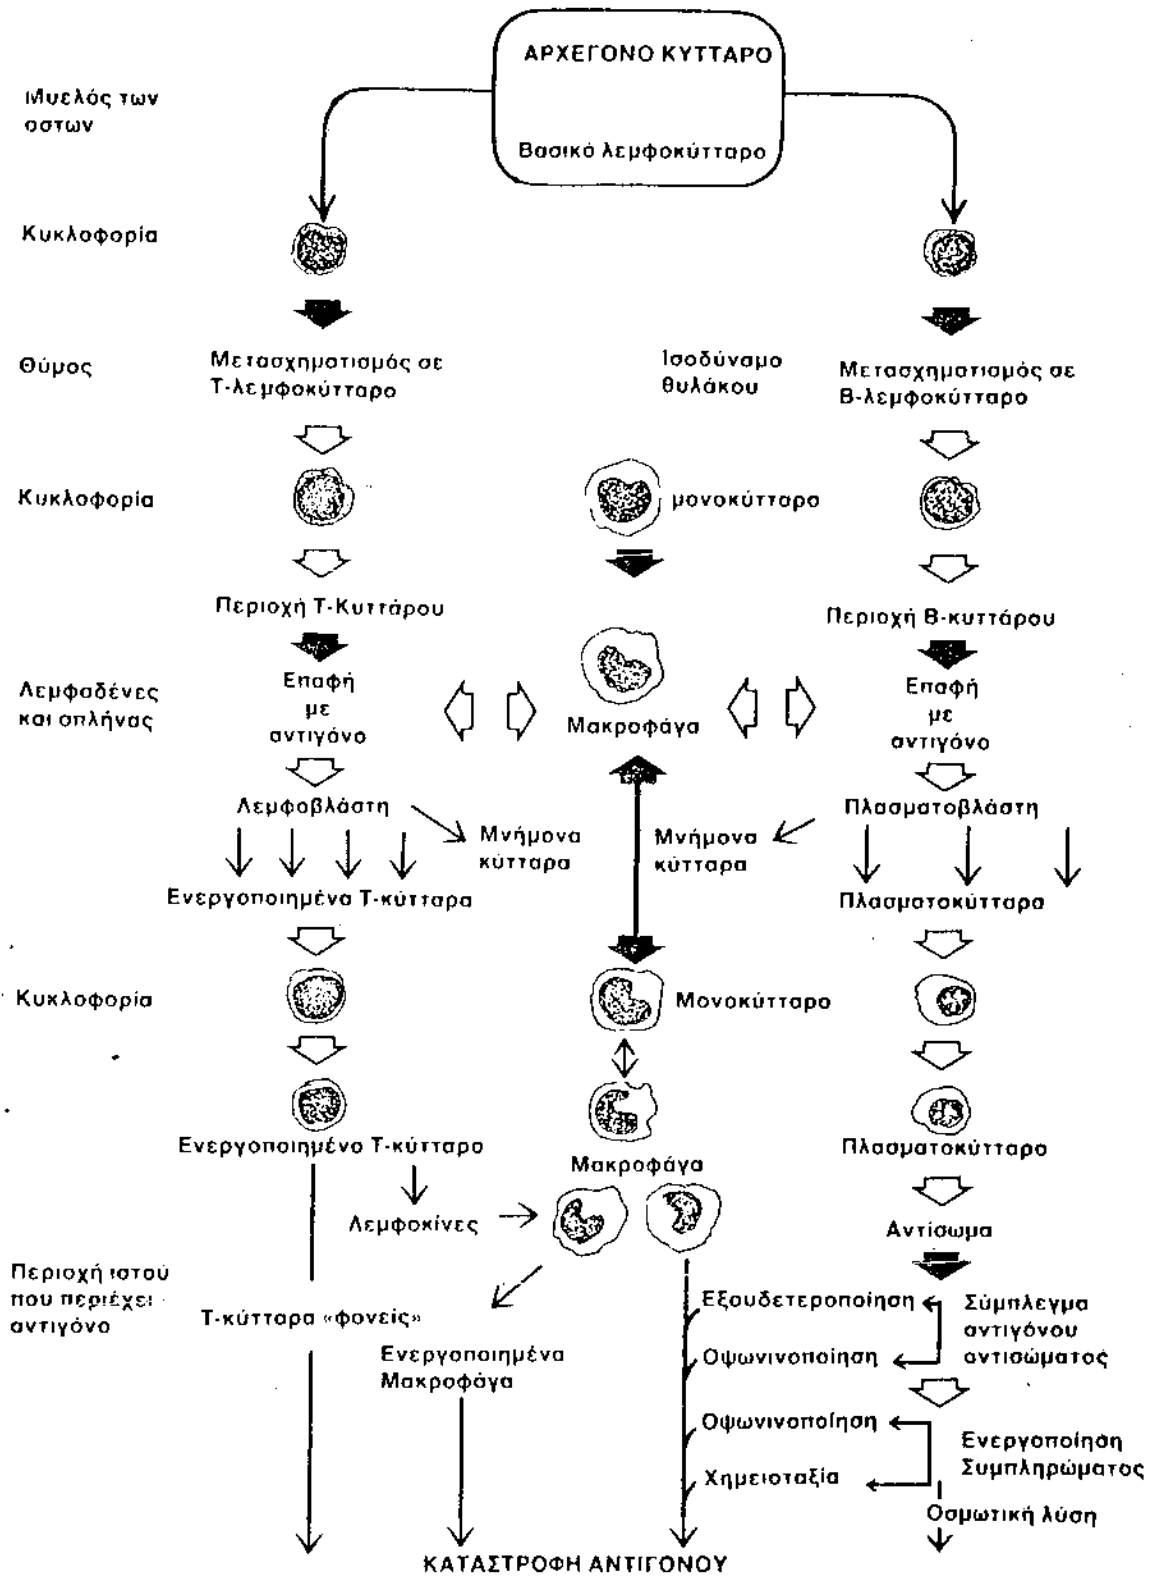 ΑΡΧΕΓΟΝΟ ΚΥΤΤΑΡΟ
Μυελός των
οστων
Βασικό λεμφοκύτταρο
Κυκλοφορία
Θύμος
Μετασχηματισμός σε
Τ-λεμφοκύτταρο
Ισοδύναμο
θυλάκου
Μετασχηματισμός σε
Β-λεμφοκύτταρο
Κυκλοφορία
μονοκύτταρο
Περιοχή Τ-Κυττάρου
Περιοχή Β-κυττάρου
Λεμφαδένες
και σπλήνας
Επαφή
με
αντιγόνο
Μακροφάγα
Επαφή
με
αντιγόνο
Λεμφοβλάστη
Πλασματοβλάστη
Μνήμονα
κύτταρα
Μνήμονα
κύτταρα
Ενεργοποιημένα Τ-κύτταρα
Πλασματοκύτταρα
Κυκλοφορία
Μονοκύτταρο
Ενεργοποιημένο Τ-κύτταρο
Μακροφάγα
Πλασματοκύτταρο
Λεμφοκίνες
Αντίσωμα
Περιοχή ιστού
που περιέχει
αντιγόνο
Τ-κύτταρα «φονείς»
Ενεργοποιημένα
Μακροφάγα
Εξουδετεροποίηση
Σύμπλεγμα
αντιγόνου
αντισώματος
Οψωνινοποίηση
Οψωνινοποίηση
Ενεργοποίηση
Συμπληρώματος
Χημειοταξία
Οσμωτική λύση
ΚΑΤΑΣΤΡΟΦΗ ΑΝΤΙΓΟΝΟΥ